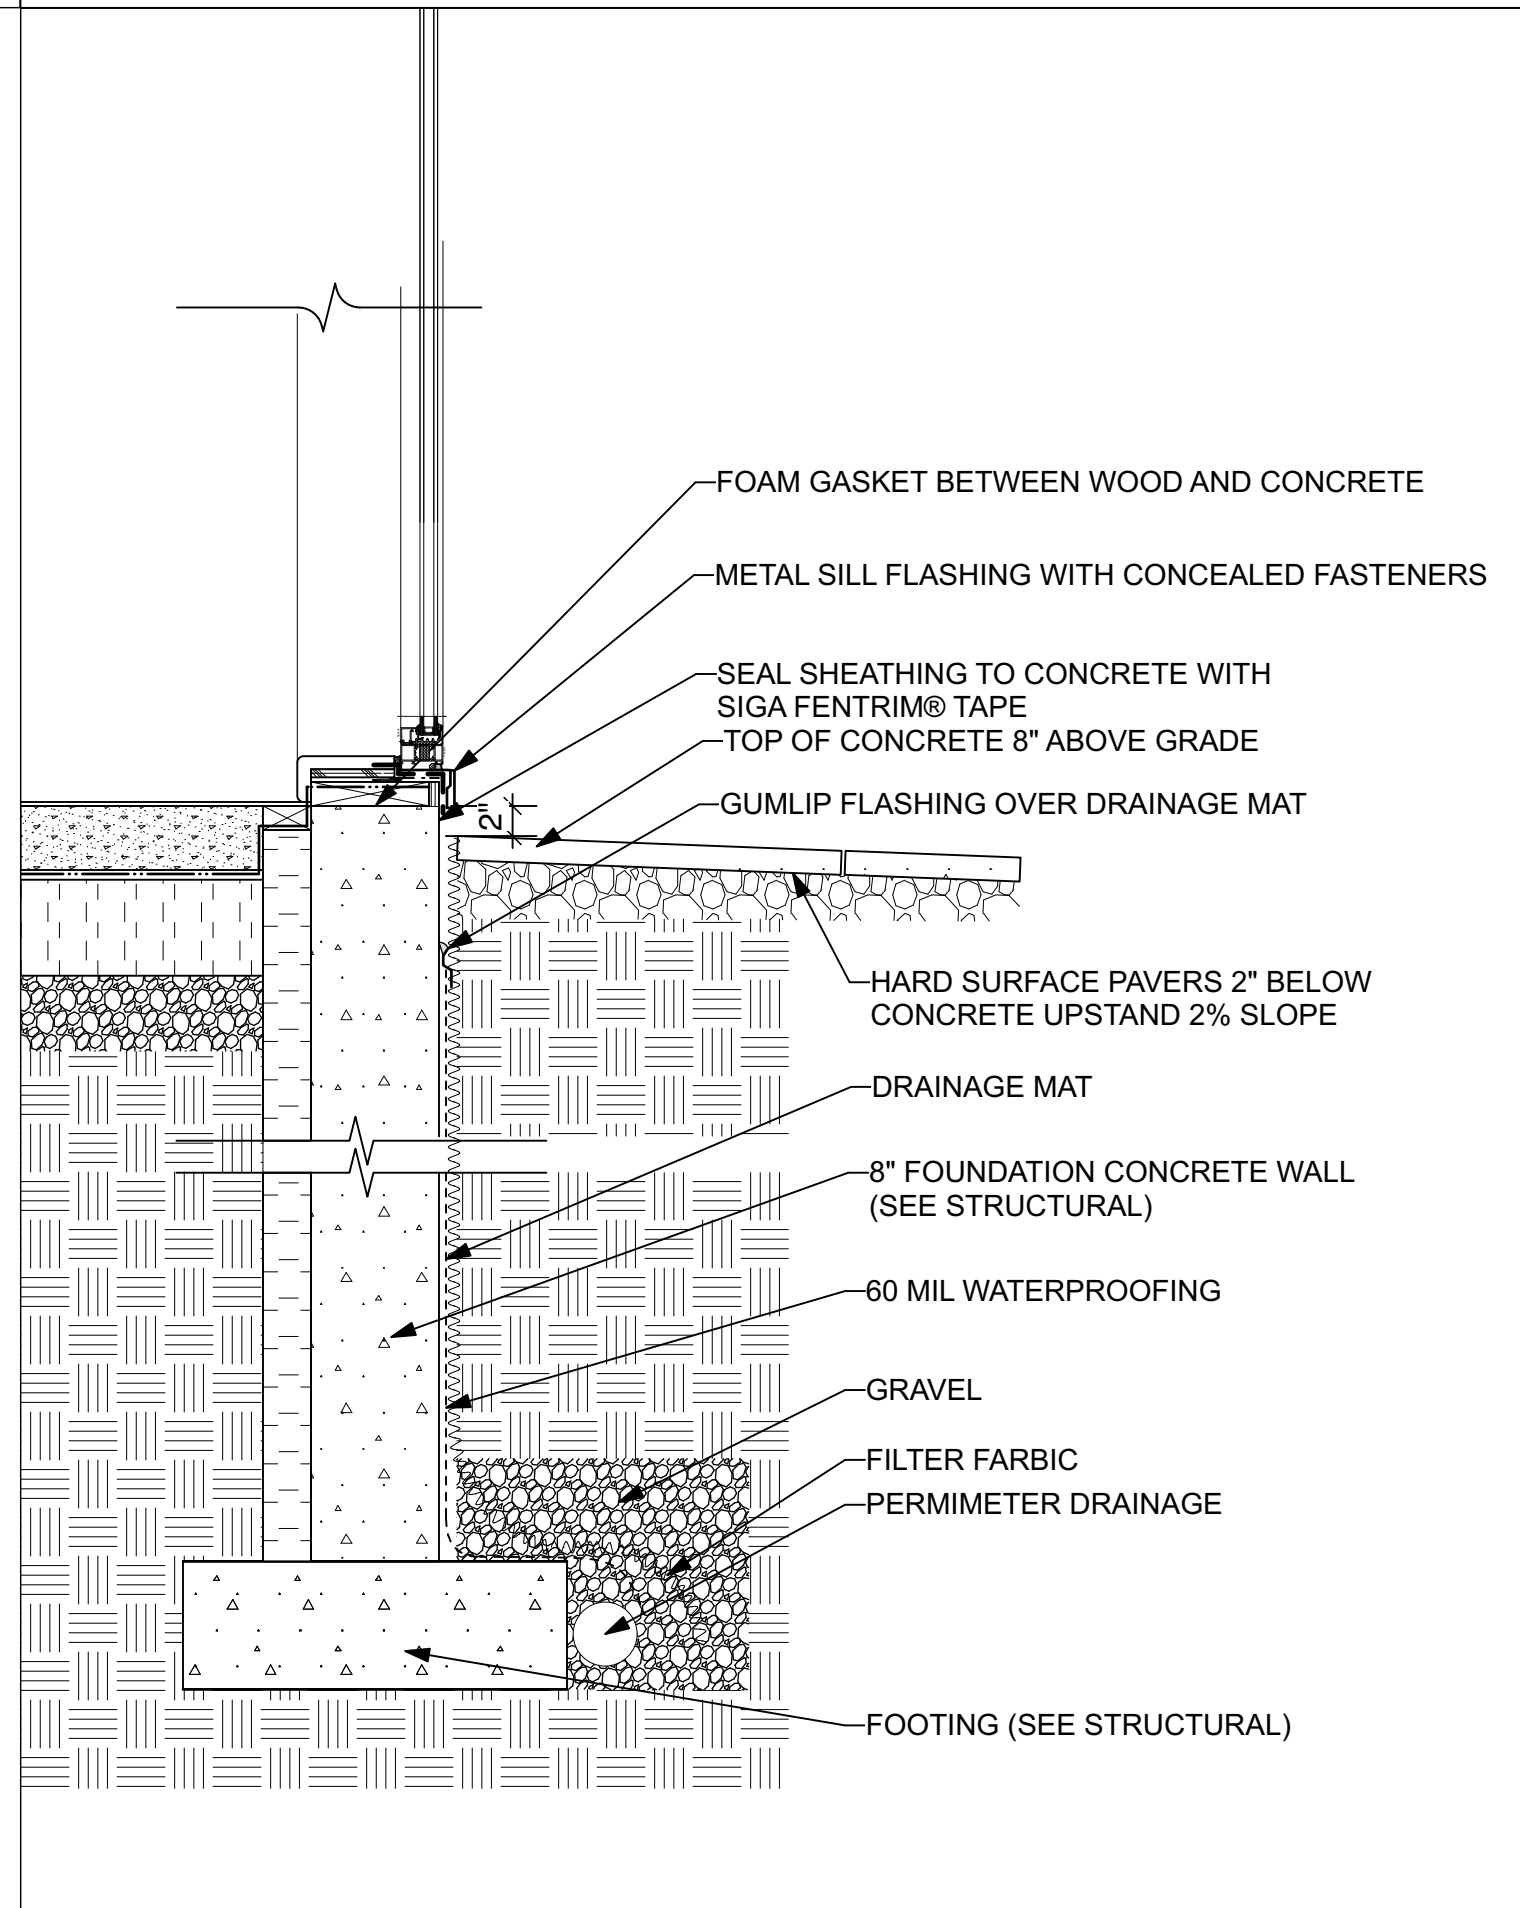 FOAM GASKET BETWEEN WOOD AND CONCRETE
METAL SILL FLASHING WITH CONCEALED FASTENERS
SEAL SHEATHING TO CONCRETE WITH
SIGA FENTRIM® TAPE
TOP OF CONCRETE 8" ABOVE GRADE
2"
GUMLIP FLASHING OVER DRAINAGE MAT
HARD SURFACE PAVERS 2" BELOW
CONCRETE UPSTAND 2% SLOPE
DRAINAGE MAT
8" FOUNDATION CONCRETE WALL
(SEE STRUCTURAL)
60 MIL WATERPROOFING
GRAVEL
FILTER FARBIC
PERMIMETER DRAINAGE
FOOTING (SEE STRUCTURAL)